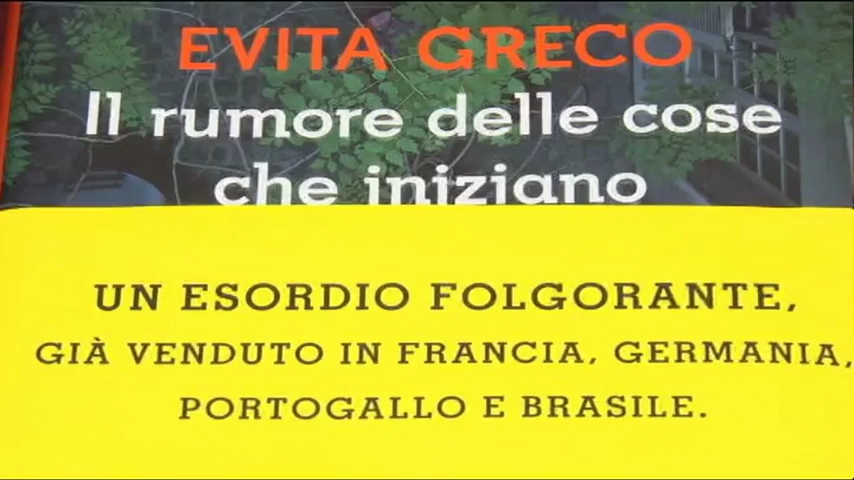 EVITA GRECO
Il rumore delle cose
che iniziano
UN ESORDIO FOLGORANTE,
GIÀ VENDUTO IN FRANCIA, GERMANIA,
PORTOGALLO E BRASILE.